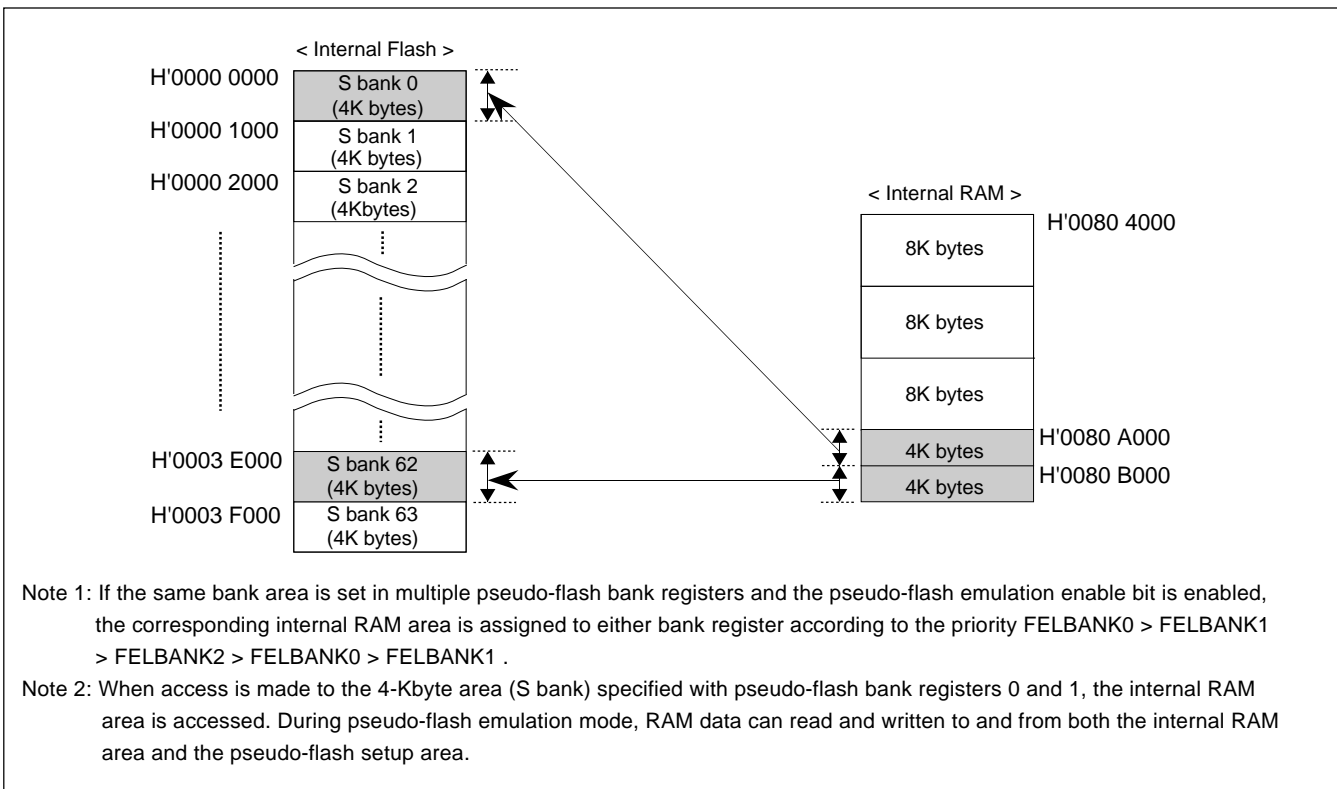 < Internal Flash >
H'0000 0000
S bank 0
(4K bytes)
H'0000 1000
S bank 1
(4K bytes)
H'0000 2000
S bank 2
(4Kbytes)
H'0003 E000
S bank 62
(4K bytes)
H'0003 F000
S bank 63
(4K bytes)
< Internal RAM >
H'0080 4000
8K bytes
8K bytes
8K bytes
H'0080 A000
4K bytes
H'0080 B000
4K bytes
Note 1: If the same bank area is set in multiple pseudo-flash bank registers and the pseudo-flash emulation enable bit is enabled,
the corresponding internal RAM area is assigned to either bank register according to the priority FELBANK0 > FELBANK1
> FELBANK2 > FELBANK0 > FELBANK1 .
Note 2: When access is made to the 4-Kbyte area (S bank) specified with pseudo-flash bank registers 0 and 1, the internal RAM
area is accessed. During pseudo-flash emulation mode, RAM data can read and written to and from both the internal RAM
area and the pseudo-flash setup area.